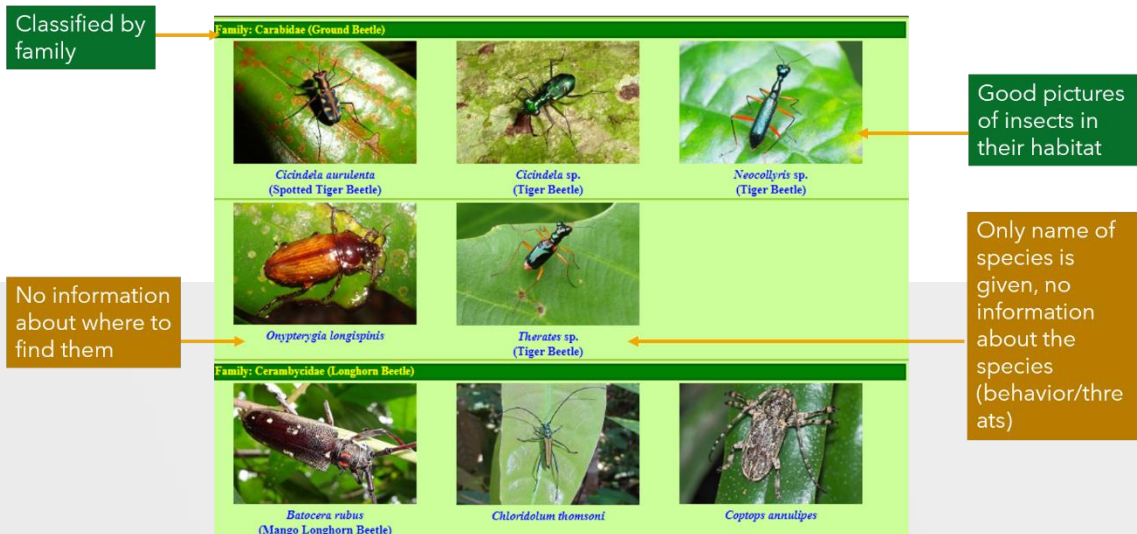 Classified by
family
Family: Carabidae (Ground Beetle)
Cicindela aurulenta
(Spotted Tiger Beetle)
Cicindela sp.
(Tiger Beetle)
Neocollyris sp.
(Tiger Beetle)
Good pictures
of insects in
their habitat
Onypterygia longispinis
Therates sp.
(Tiger Beetle)
No information
about where to
find them
Only name of
species is
given, no
information
about the
species
(behavior/thre
ats)
Family: Cerambycidae (Longhorn Beetle)
Batocera rubus
(Mango Longhorn Beetle)
Chloridolum thomsoni
Coptops annulipes